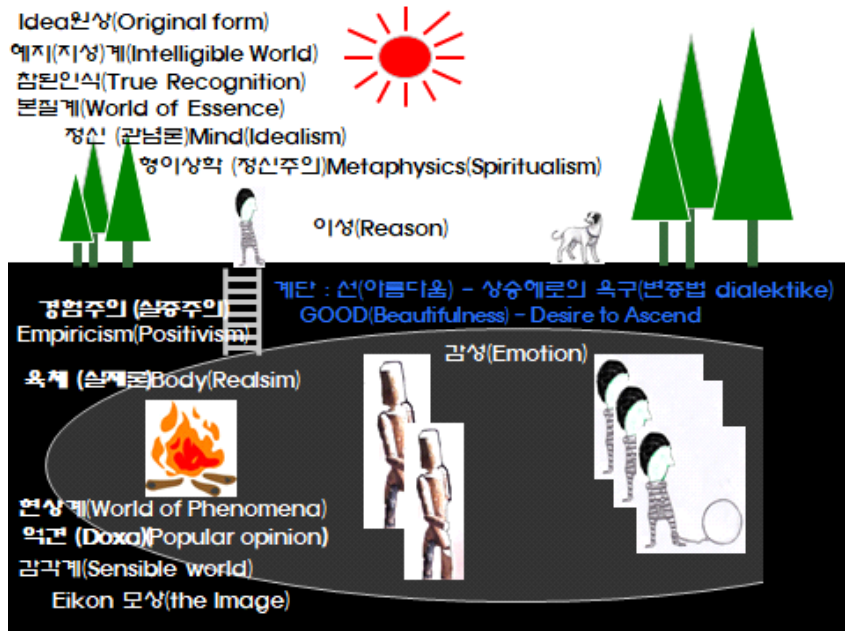 Idea원상(Original form)
예지(지성)계(Intelligible World)
참된인식(True Recognition)
본질계(World of Essence)
정신 (관념론)Mind(Idealism)
형이상학 (정신주의)Metaphysics(Spiritualism)
이성(Reason)
계단 : 선(아름다움) - 상승에로의 욕구(변증법 dialektike)
GOOD(Beautifulness) - Desire to Ascend
경험주의 (실증주의)
Empiricism(Positivism)
감성(Emotion)
육체 (실재론)Body(Realsim)
현상계(World of Phenomena)
억견 (Doxa)(Popular opinion)
감각계(Sensible world)
Eikon 모상(the Image)